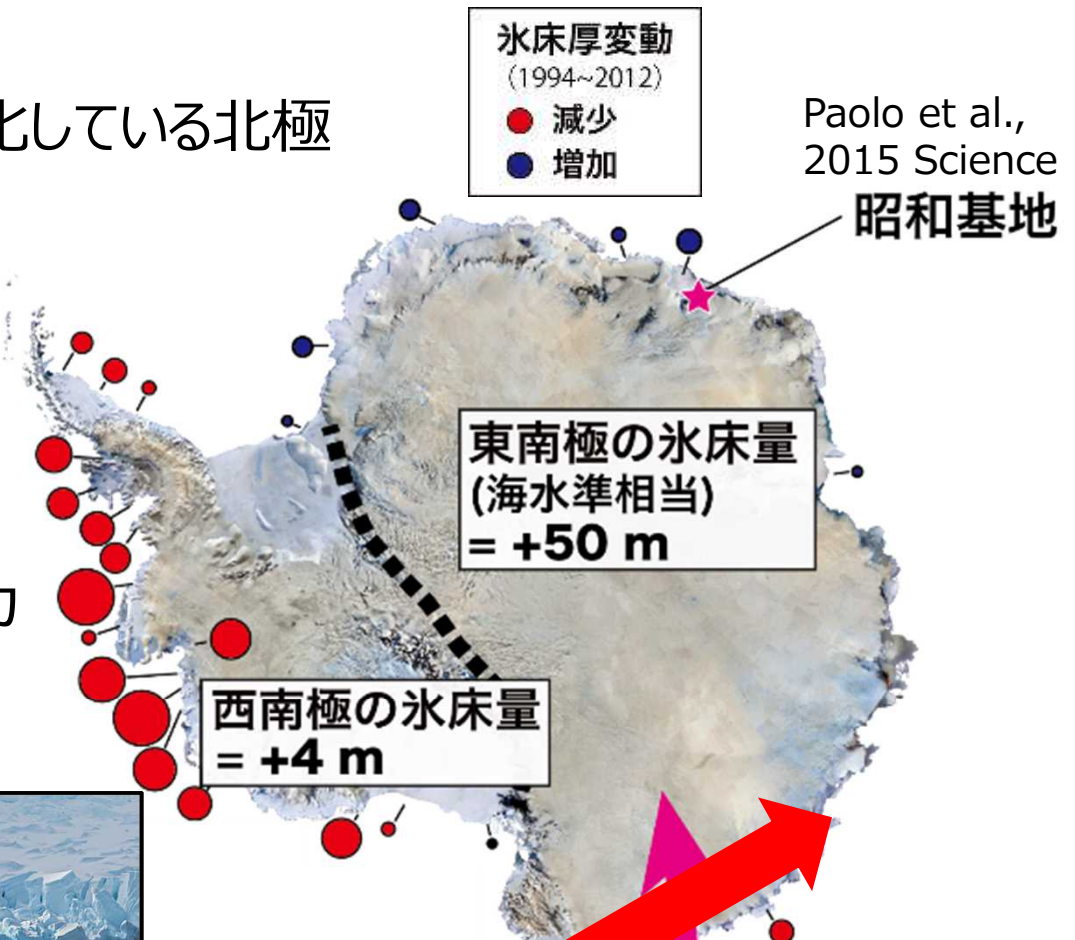 氷床厚変動
（1994~2012）
減少
増加
化している北極
Paolo et al.,
2015 Science
昭和基地
東南極の氷床量
(海水準相当)
= +50 m
西南極の氷床量
= +4 m